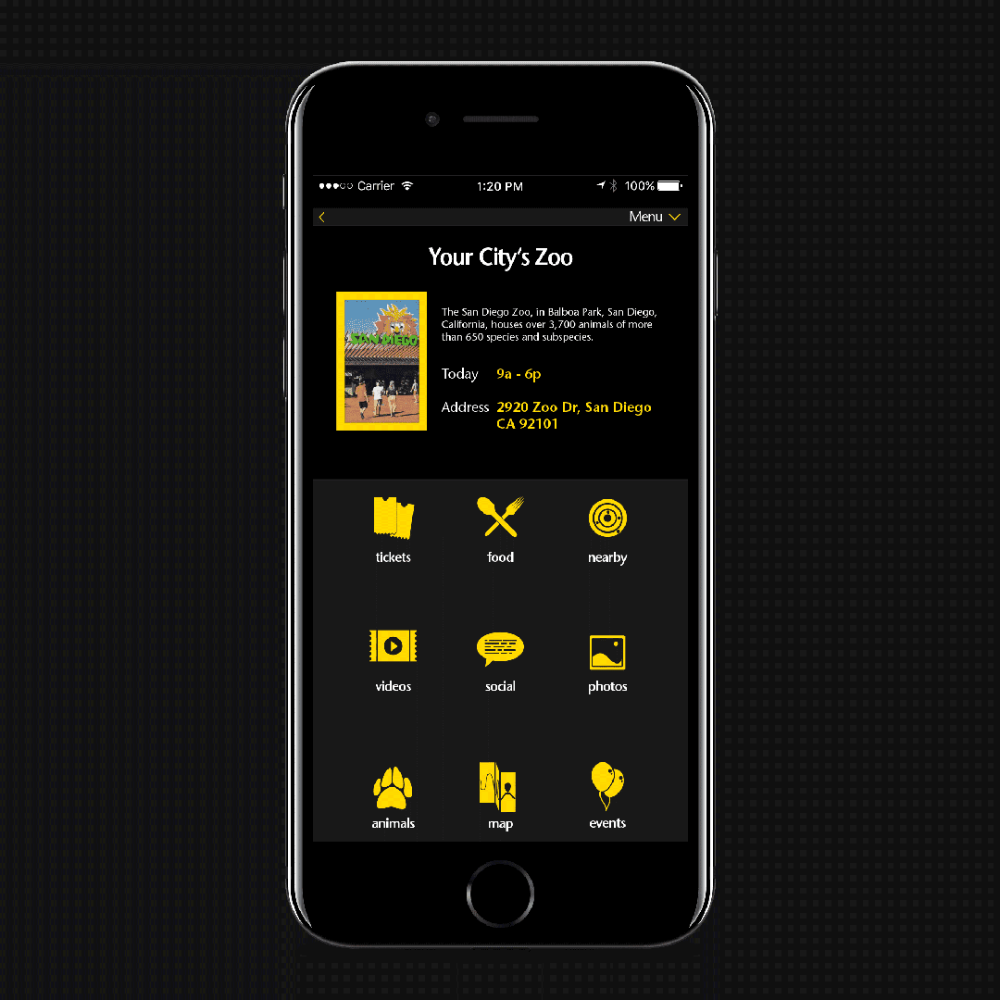 Carrier
1:20 PM
100%
Menu
Your City's Zoo
SAN DIEGO
The San Diego Zoo, in Balboa Park, San Diego,
California, houses over 3,700 animals of more
than 650 species and subspecies.
Today 9a - 6p
Address 2920 Zoo Dr, San Diego
CA 92101
tickets
food
nearby
videos
social
photos
animals
map
events